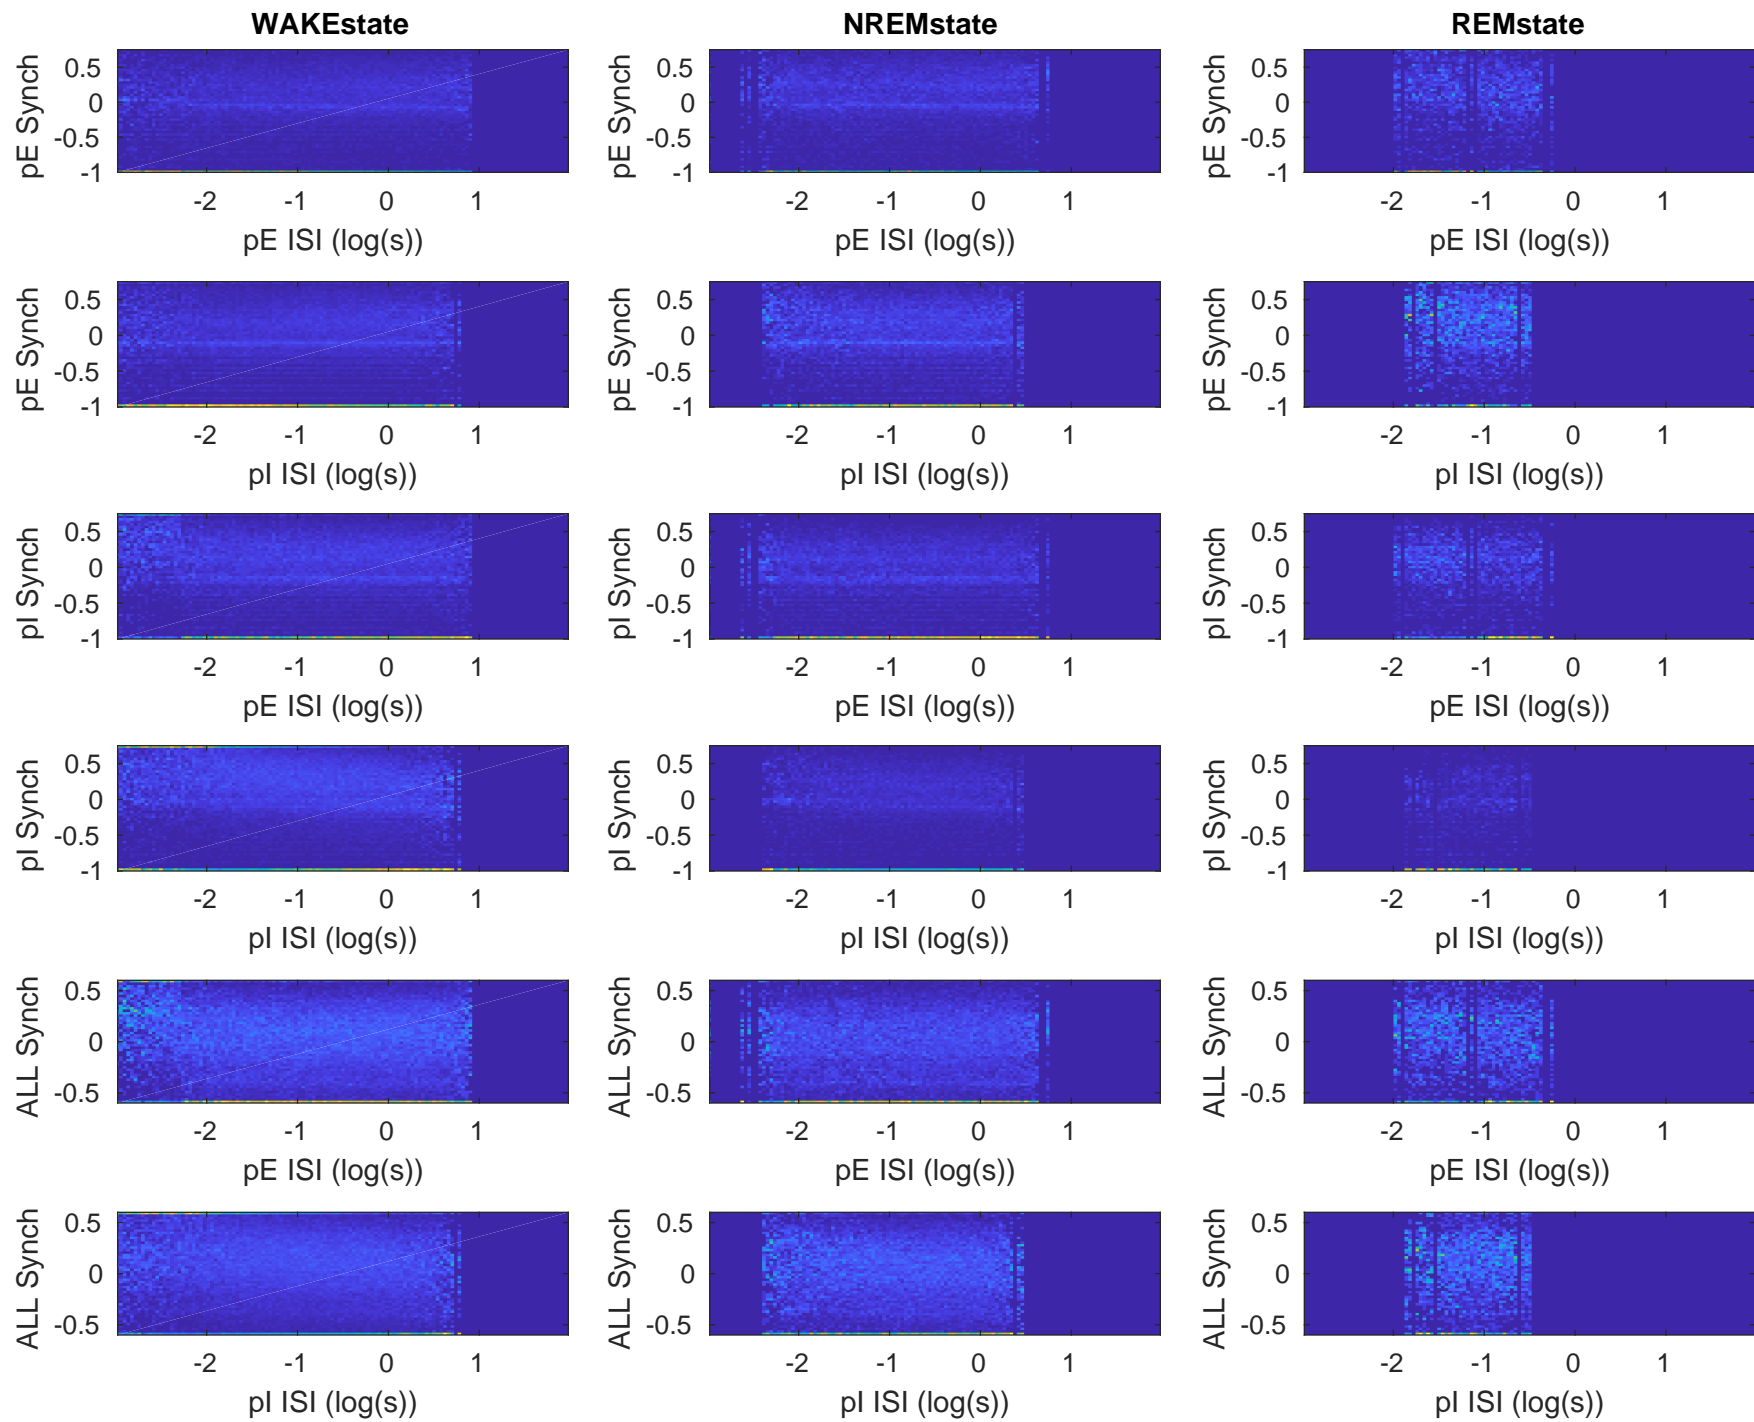 WAKEstate NREMstate REMstate
0.5 0.5 0.5
0 0 0
-0.5 -0.5 -0.5
-1 -1 -1
pE Synch pE Synch pE Synch
-2 -1 0 1 -2 -1 0 1 -2 -1 0 1
pE ISI (log(s)) pE ISI (log(s)) pE ISI (log(s))
0.5 0.5 0.5
0 0 0
-0.5 -0.5 -0.5
-1 -1 -1
pE Synch pE Synch pE Synch
-2 -1 0 1 -2 -1 0 1 -2 -1 0 1
pI ISI (log(s)) pI ISI (log(s)) pI ISI (log(s))
0.5 0.5 0.5
0 0 0
-0.5 -0.5 -0.5
-1 -1 -1
pI Synch pI Synch pI Synch
-2 -1 0 1 -2 -1 0 1 -2 -1 0 1
pE ISI (log(s)) pE ISI (log(s)) pE ISI (log(s))
0.5 0.5 0.5
0 0 0
-0.5 -0.5 -0.5
-1 -1 -1
pI Synch pI Synch pI Synch
-2 -1 0 1 -2 -1 0 1 -2 -1 0 1
pI ISI (log(s)) pI ISI (log(s)) pI ISI (log(s))
0.5 0.5 0.5
0 0 0
-0.5 -0.5 -0.5
ALL Synch ALL Synch ALL Synch
-2 -1 0 1 -2 -1 0 1 -2 -1 0 1
pE ISI (log(s)) pE ISI (log(s)) pE ISI (log(s))
0.5 0.5 0.5
0 0 0
-0.5 -0.5 -0.5
ALL Synch ALL Synch ALL Synch
-2 -1 0 1 -2 -1 0 1 -2 -1 0 1
pI ISI (log(s)) pI ISI (log(s)) pI ISI (log(s))